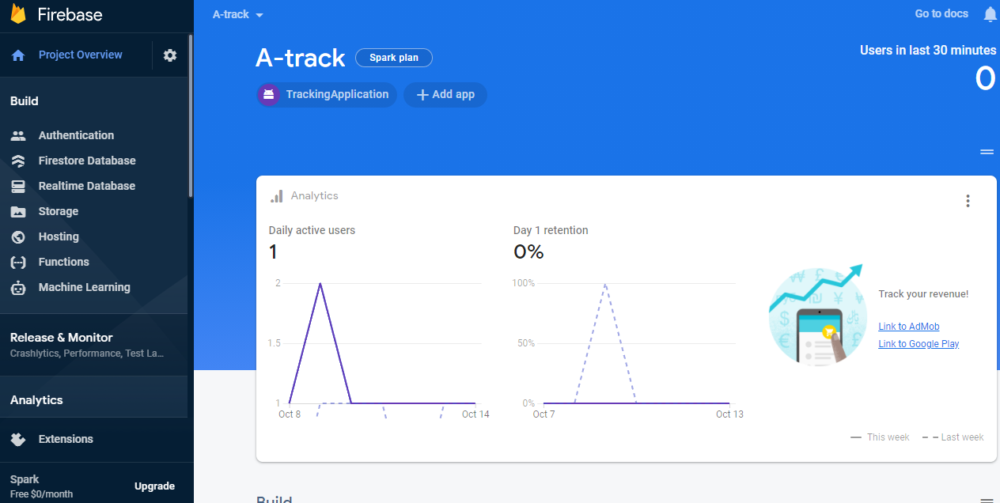 Firebase
Project Overview
Build
Authentication
Firestore Database
Realtime Database
Storage
Hosting
Functions
Machine Learning
Release & Monitor
Crashlytics, Performance, Test La...
Analytics
Extensions
Spark
Free $0/month
Upgrade
A-track
Go to docs
A-track
Spark plan
Users in last 30 minutes
0
TrackingApplication
Add app
Analytics
Daily active users
1
2
1.5
1
Oct 8
Oct 14
Day 1 retention
0%
100%
50%
0%
Oct 7
Oct 13
Track your revenue!
Link to AdMob
Link to Google Play
This week
Last week
Build